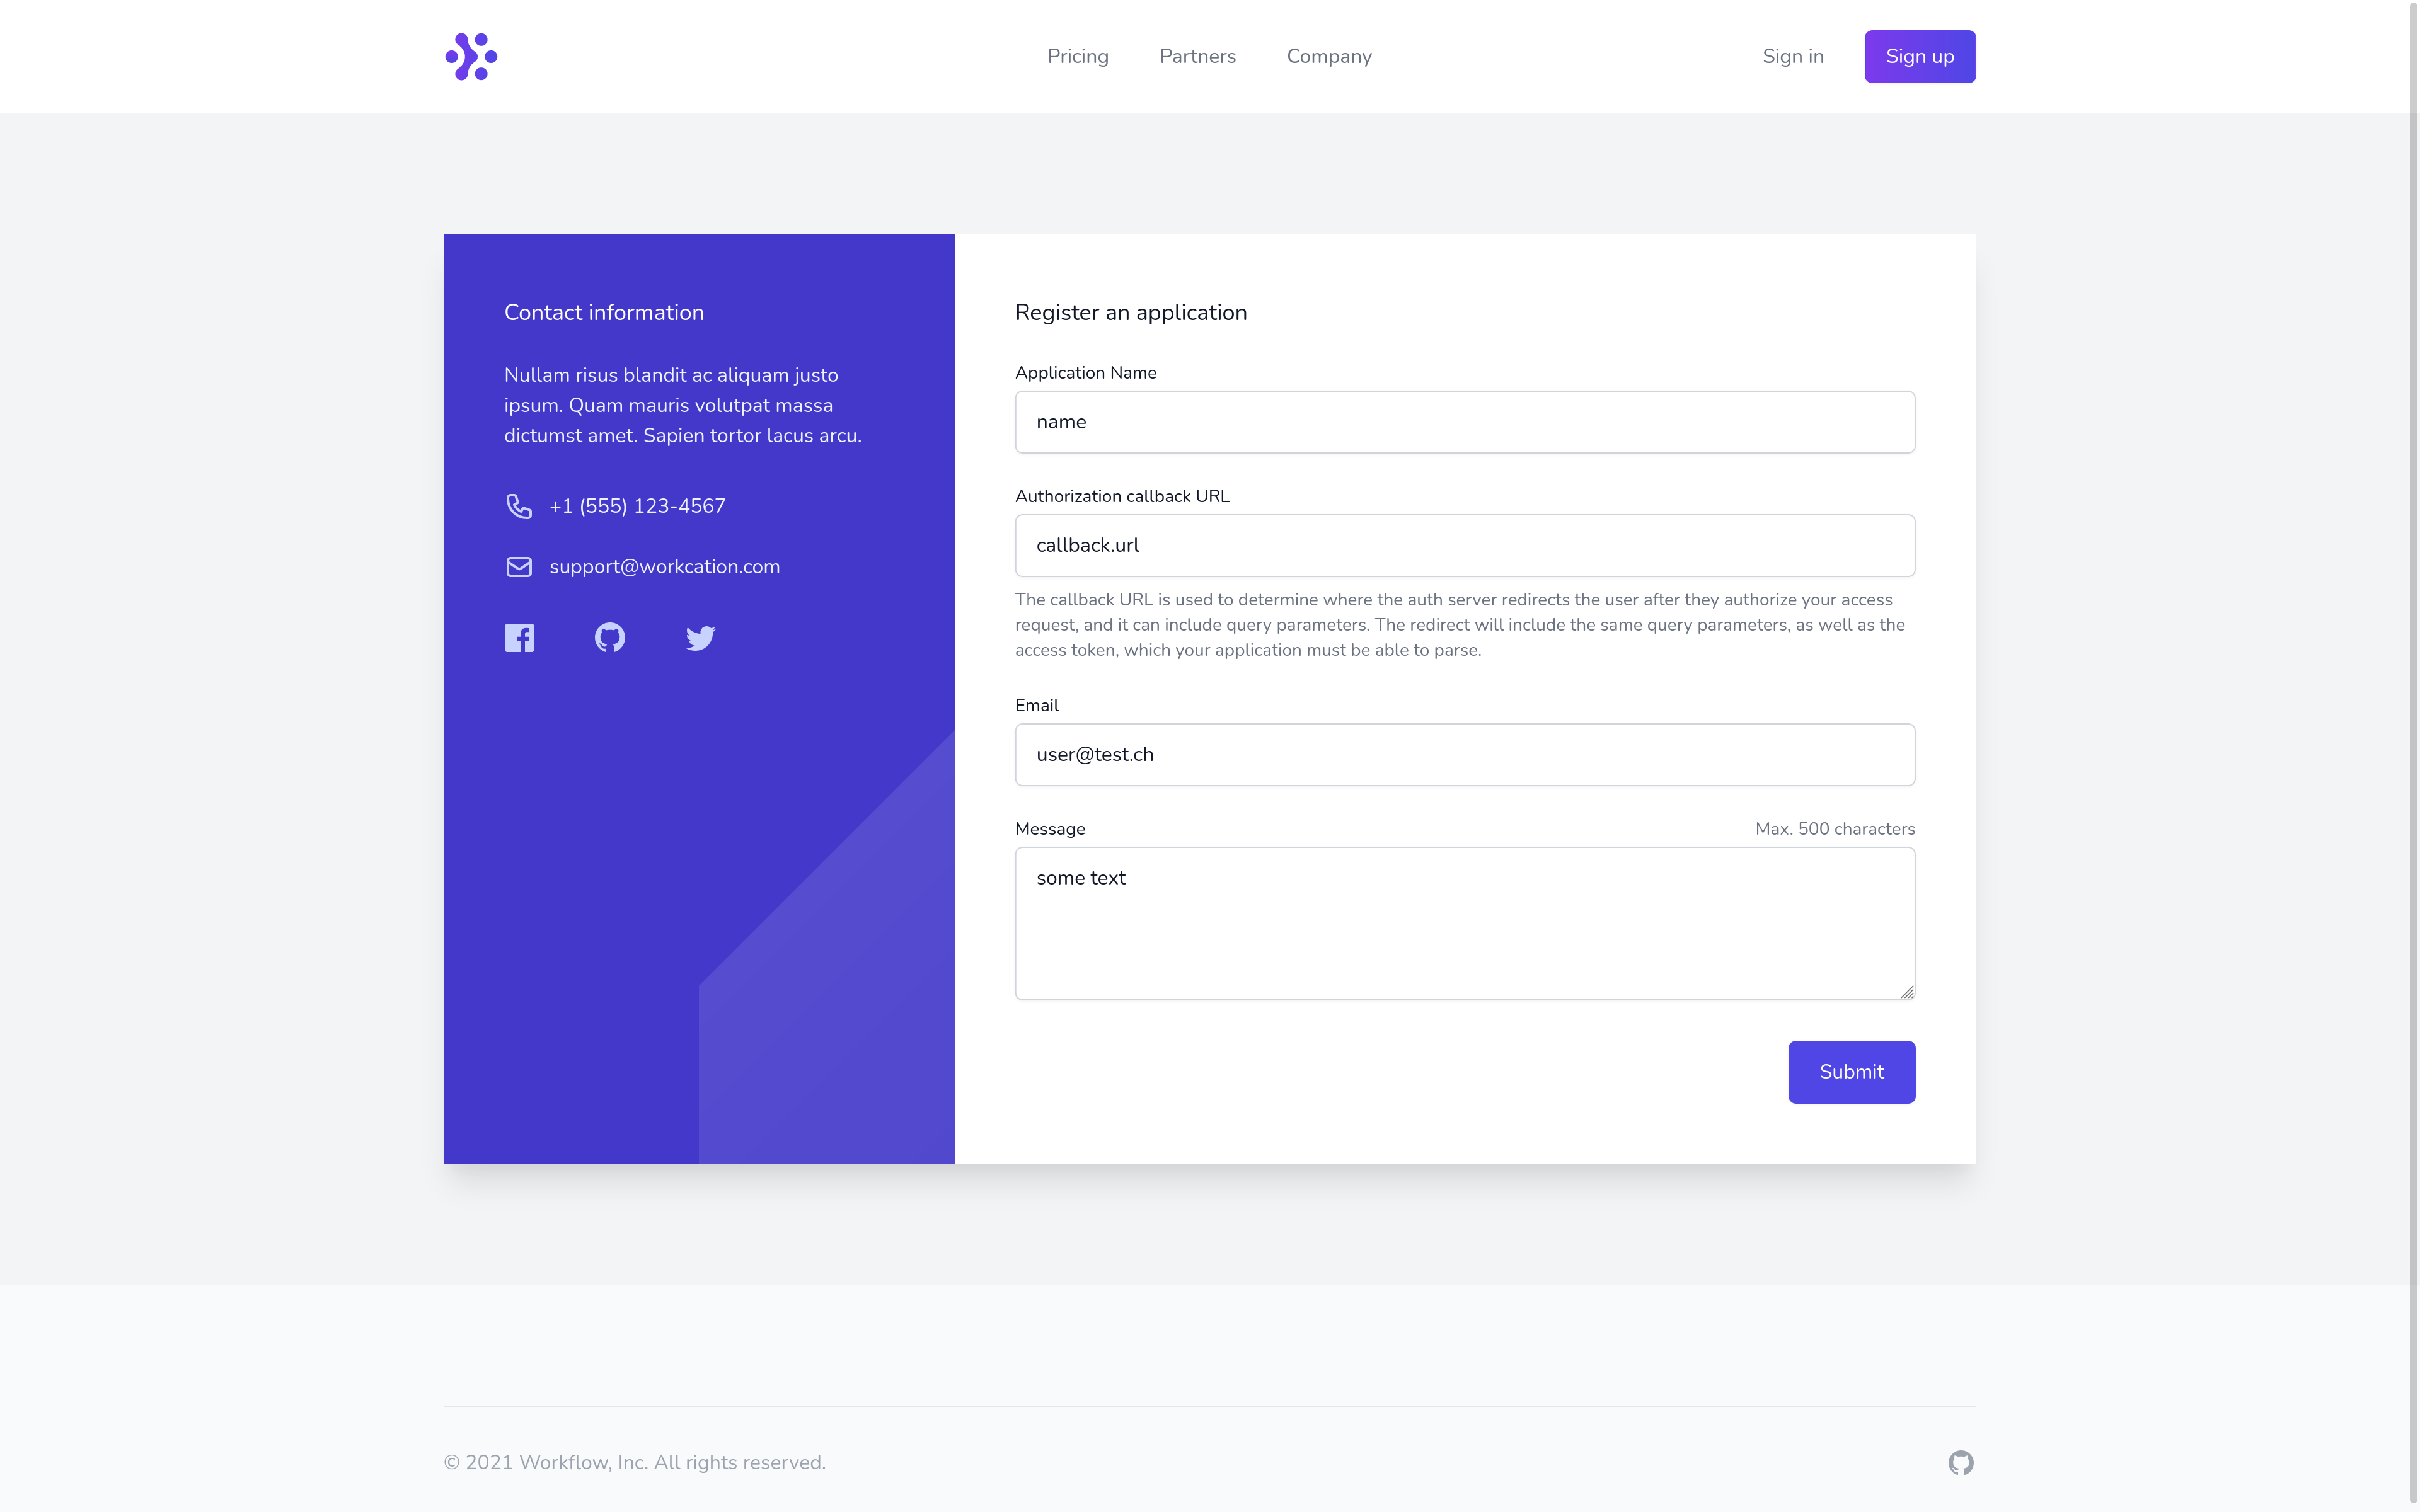 Pricing
Partners
Company
Sign in
Sign up
Contact information
Nullam risus blandit ac aliquam justo
ipsum. Quam mauris volutpat massa
dictumst amet. Sapien tortor lacus arcu.
+1 (555) 123-4567
support@workcation.com
Register an application
Application Name
name
Authorization callback URL
callback.url
The callback URL is used to determine where the auth server redirects the user after they authorize your access
request, and it can include query parameters. The redirect will include the same query parameters, as well as the
access token, which your application must be able to parse.
Email
user@test.ch
Message
Max. 500 characters
some text
Submit
© 2021 Workflow, Inc. All rights reserved.